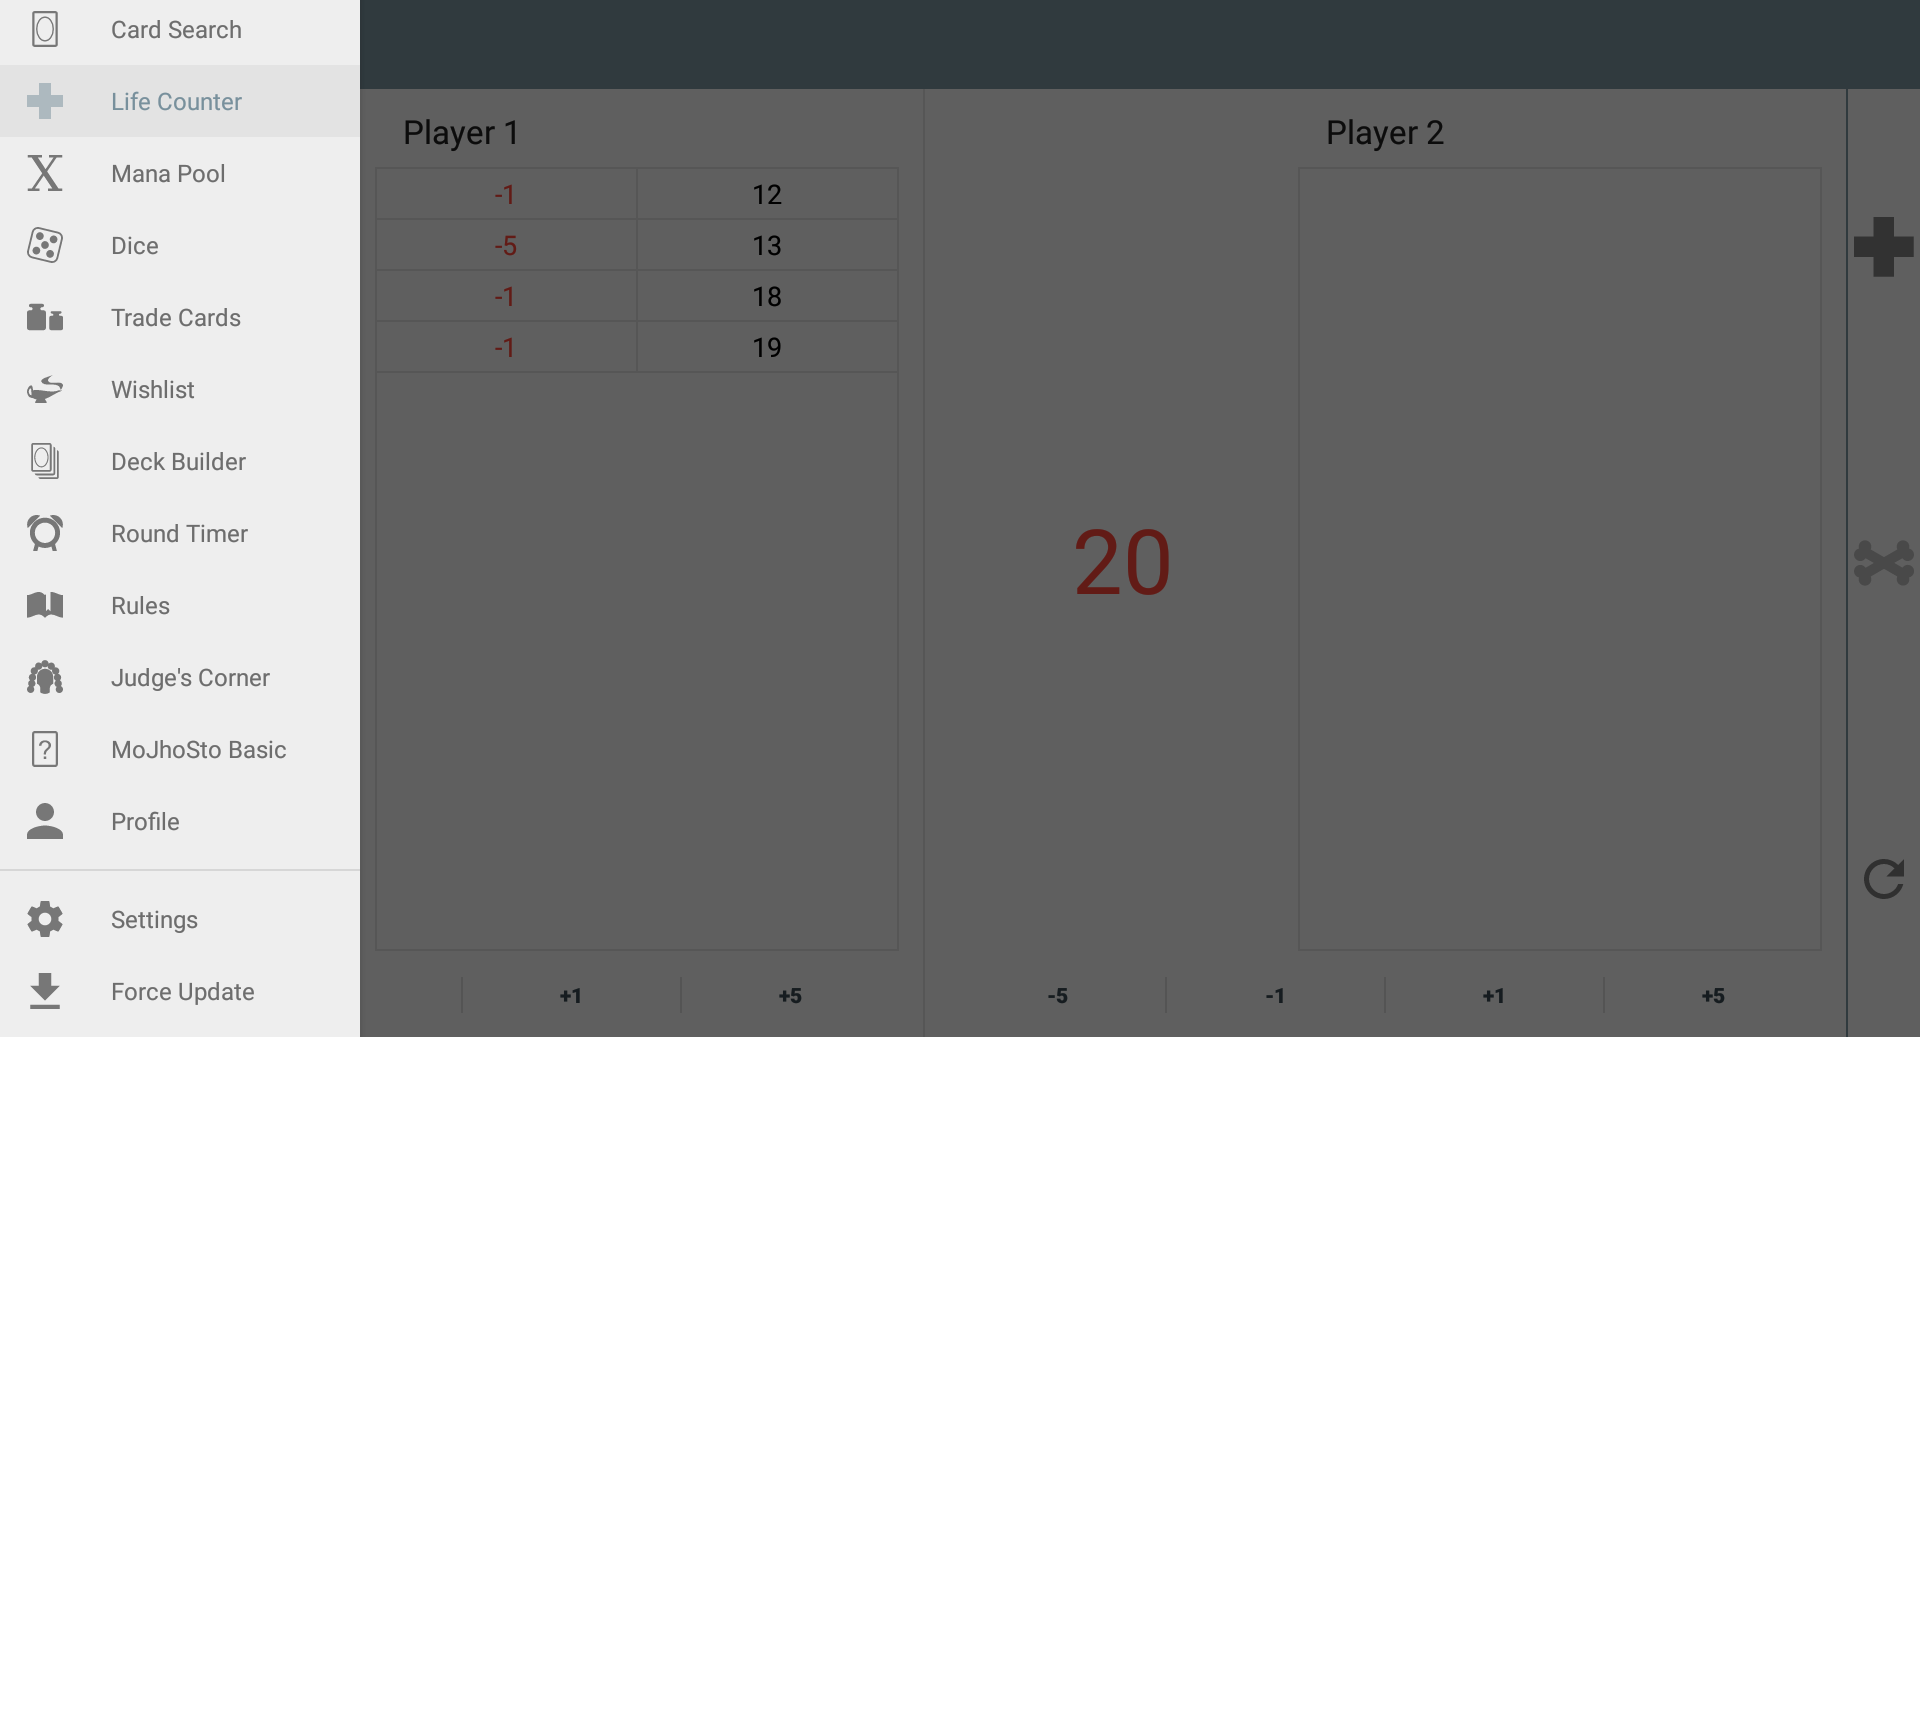 Card Search
Life Counter
Mana Pool
Dice
Trade Cards
Wishlist
Deck Builder
Round Timer
Rules
Judge's Corner
MoJhoSto Basic
Profile
Settings
Force Update
Player 1
-1 12
-5 13
-1 18
-1 19
+1 +5
Player 2
20
-5 -1 +1 +5